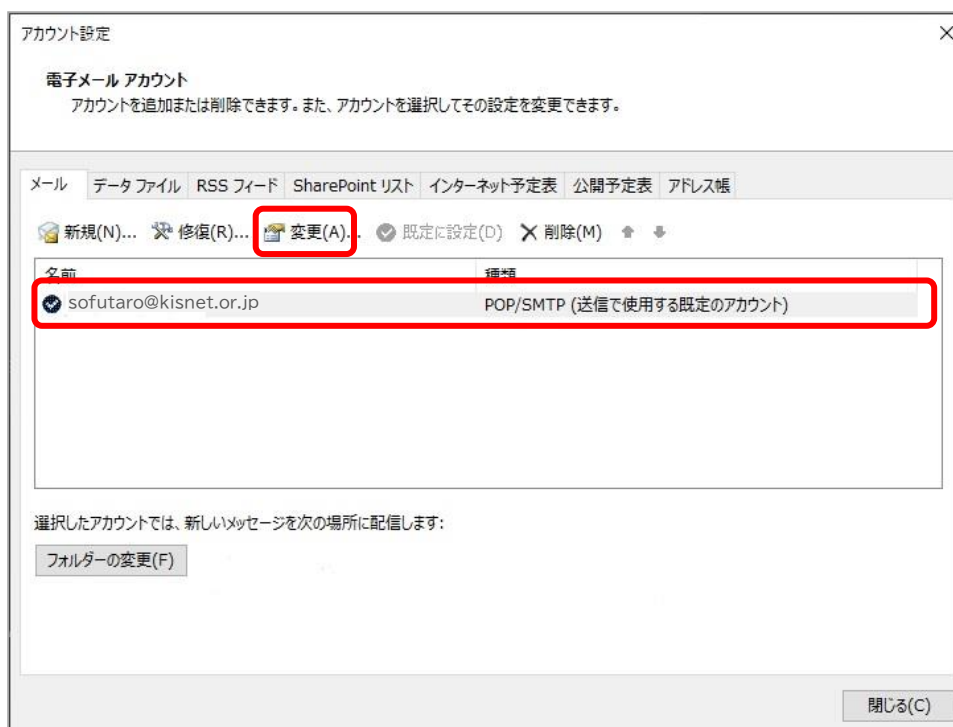 アカウント設定
電子メール アカウント
アカウントを追加または削除できます。また、アカウントを選択してその設定を変更できます。
メール データ ファイル RSS フィード SharePoint リスト インターネット予定表 公開予定表 アドレス帳
新規(N)... 修復(R)... 変更(A)... 既定に設定(D) 削除(M)
名前 種類
sofutaro@kisnet.or.jp POP/SMTP (送信で使用する既定のアカウント)
選択したアカウントでは、新しいメッセージを次の場所に配信します:
フォルダーの変更(F)
閉じる(C)